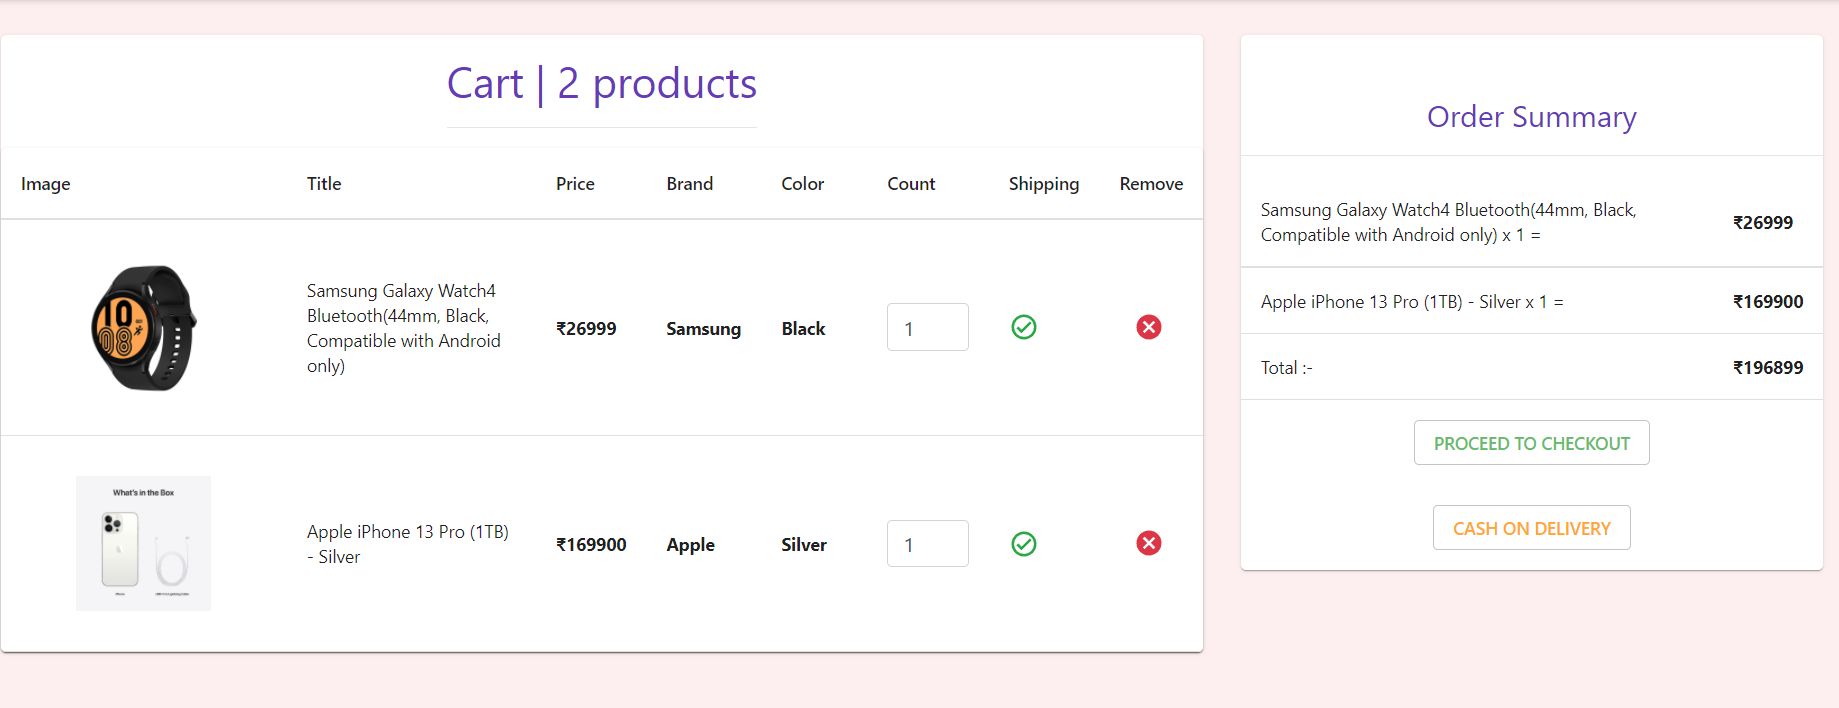 Cart | 2 products
Image Title Price Brand Color Count Shipping Remove
10
08
Samsung Galaxy Watch4
Bluetooth(44mm, Black,
Compatible with Android
only)
₹26999 Samsung Black 1
What's in the Box
Apple iPhone 13 Pro (1TB)
- Silver
₹169900 Apple Silver 1
Order Summary
Samsung Galaxy Watch4 Bluetooth(44mm, Black,
Compatible with Android only) x 1 =
₹26999
Apple iPhone 13 Pro (1TB) - Silver x 1 = ₹169900
Total :- ₹196899
PROCEED TO CHECKOUT
CASH ON DELIVERY